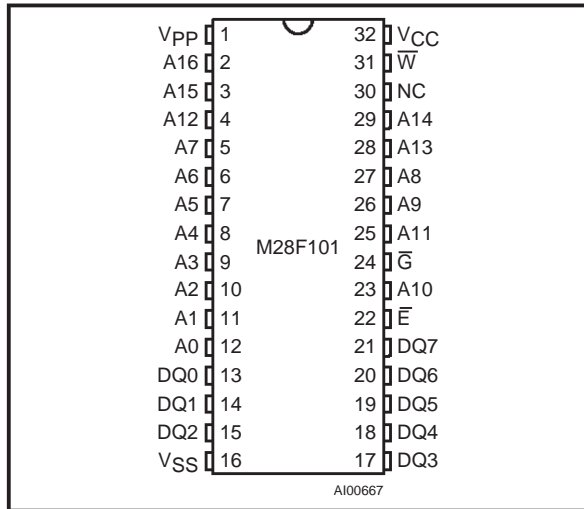 VPP 1 32 VCC
A16 2 31 W̅
A15 3 30 NC
A12 4 29 A14
A7 5 28 A13
A6 6 27 A8
A5 7 26 A9
A4 8 25 A11
M28F101
A3 9 24 G̅
A2 10 23 A10
A1 11 22 E̅
A0 12 21 DQ7
DQ0 13 20 DQ6
DQ1 14 19 DQ5
DQ2 15 18 DQ4
VSS 16 17 DQ3
AI00667